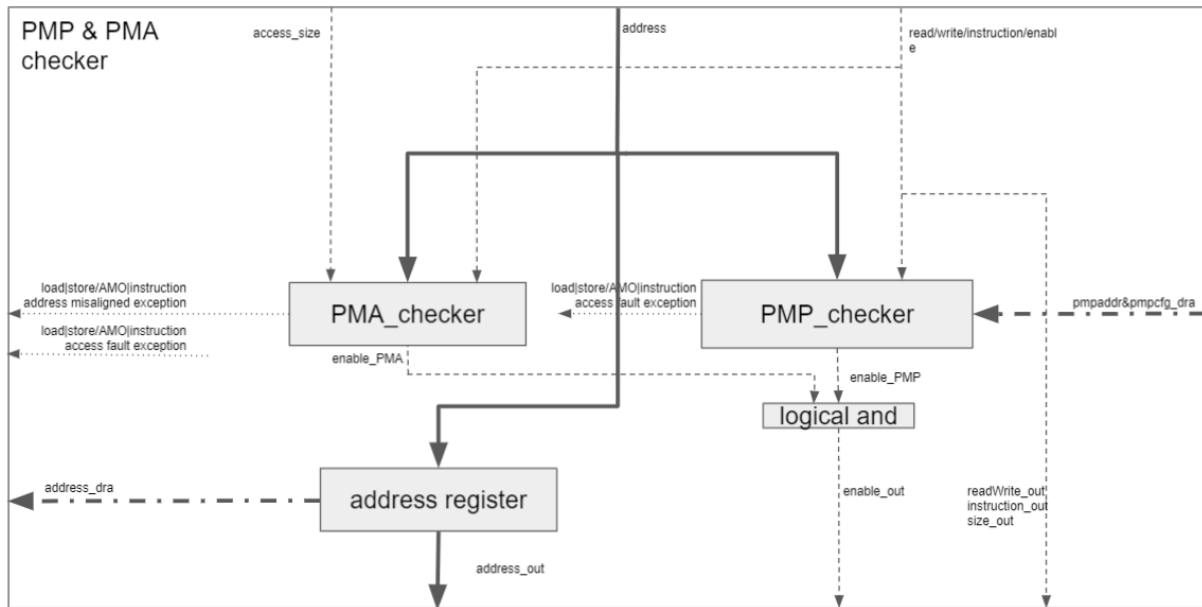 PMP & PMA
checker
access_size
address
read/write/instruction/enabl
e
load|store/AMO|instruction
address misaligned exception
load|store/AMO|instruction
access fault exception
PMA_checker
load|store/AMO|instruction
access fault exception
PMP_checker
pmpaddr&pmpcfg_dra
enable_PMA
enable_PMP
logical and
address_dra
address register
enable_out
readWrite_out
instruction_out
size_out
address_out